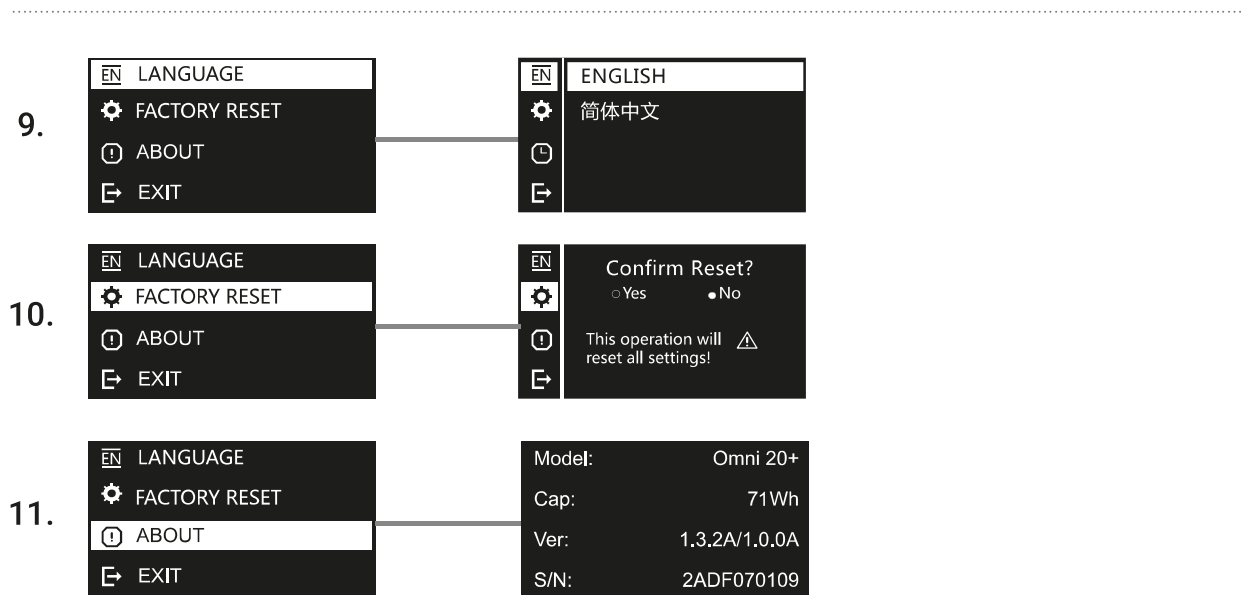 9.
EN LANGUAGE
FACTORY RESET
ABOUT
EXIT
EN ENGLISH
简体中文
10.
EN LANGUAGE
FACTORY RESET
ABOUT
EXIT
EN
Confirm Reset?
Yes No
This operation will
reset all settings!
11.
EN LANGUAGE
FACTORY RESET
ABOUT
EXIT
Model: Omni 20+
Cap: 71Wh
Ver: 1.3.2A/1.0.0A
S/N: 2ADF070109